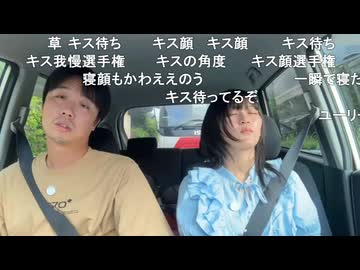 草 キス待ち キス顔 キス顔 キス待ち
キス我慢選手権 キスの角度 キス顔選手権
寝顔もかわええのう 一瞬で寝た
キス待ってるぞ
ユーリ